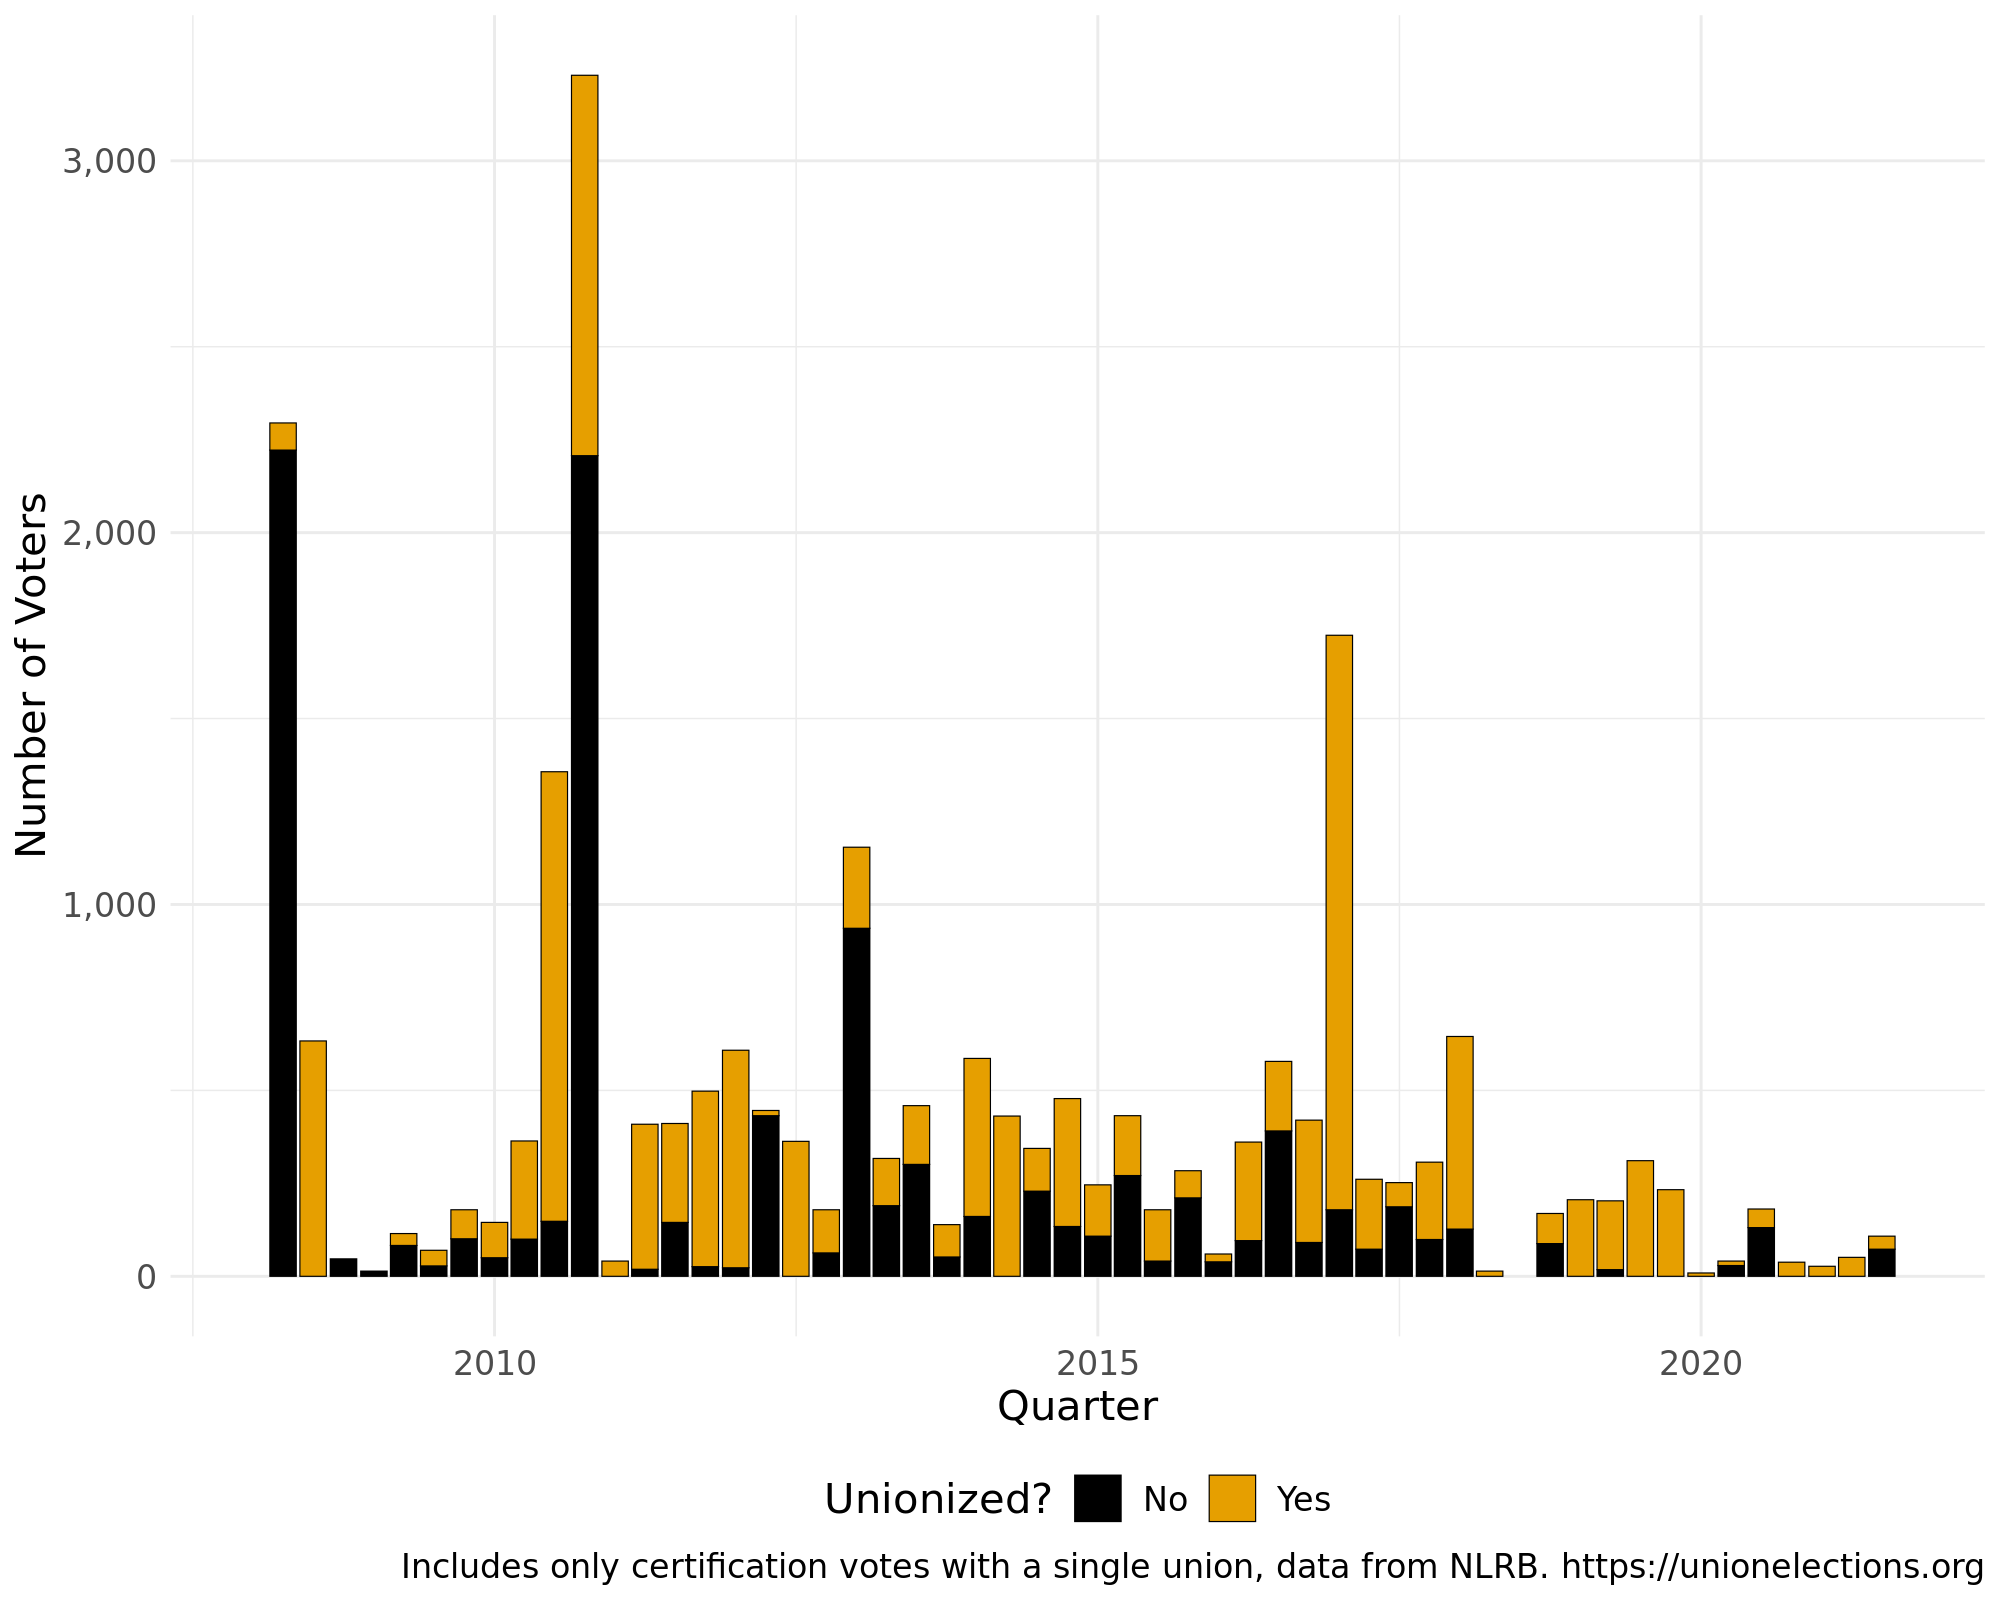 3,000
2,000
1,000
0
Number of Voters
2010
2015
2020
Quarter
Unionized? No Yes
Includes only certification votes with a single union, data from NLRB. https://unionelections.org